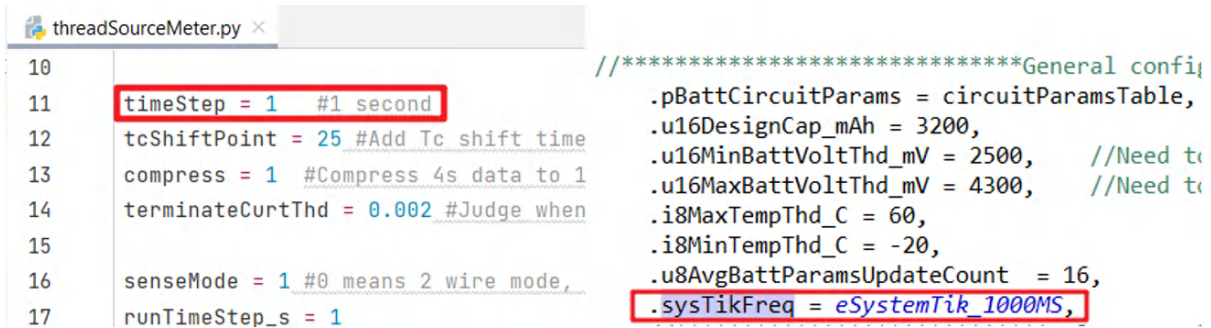 threadSourceMeter.py
10
11 timeStep = 1 #1 second
12 tcShiftPoint = 25 #Add Tc shift time
13 compress = 1 #Compress 4s data to 1
14 terminateCurtThd = 0.002 #Judge when
15
16 senseMode = 1 #0 means 2 wire mode,
17 runTimeStep_s = 1
//******************************General config
.pBattCircuitParams = circuitParamsTable,
.u16DesignCap_mAh = 3200,
.u16MinBattVoltThd_mV = 2500, //Need to
.u16MaxBattVoltThd_mV = 4300, //Need to
.i8MaxTempThd_C = 60,
.i8MinTempThd_C = -20,
.u8AvgBattParamsUpdateCount = 16,
.sysTikFreq = eSystemTik_1000MS,